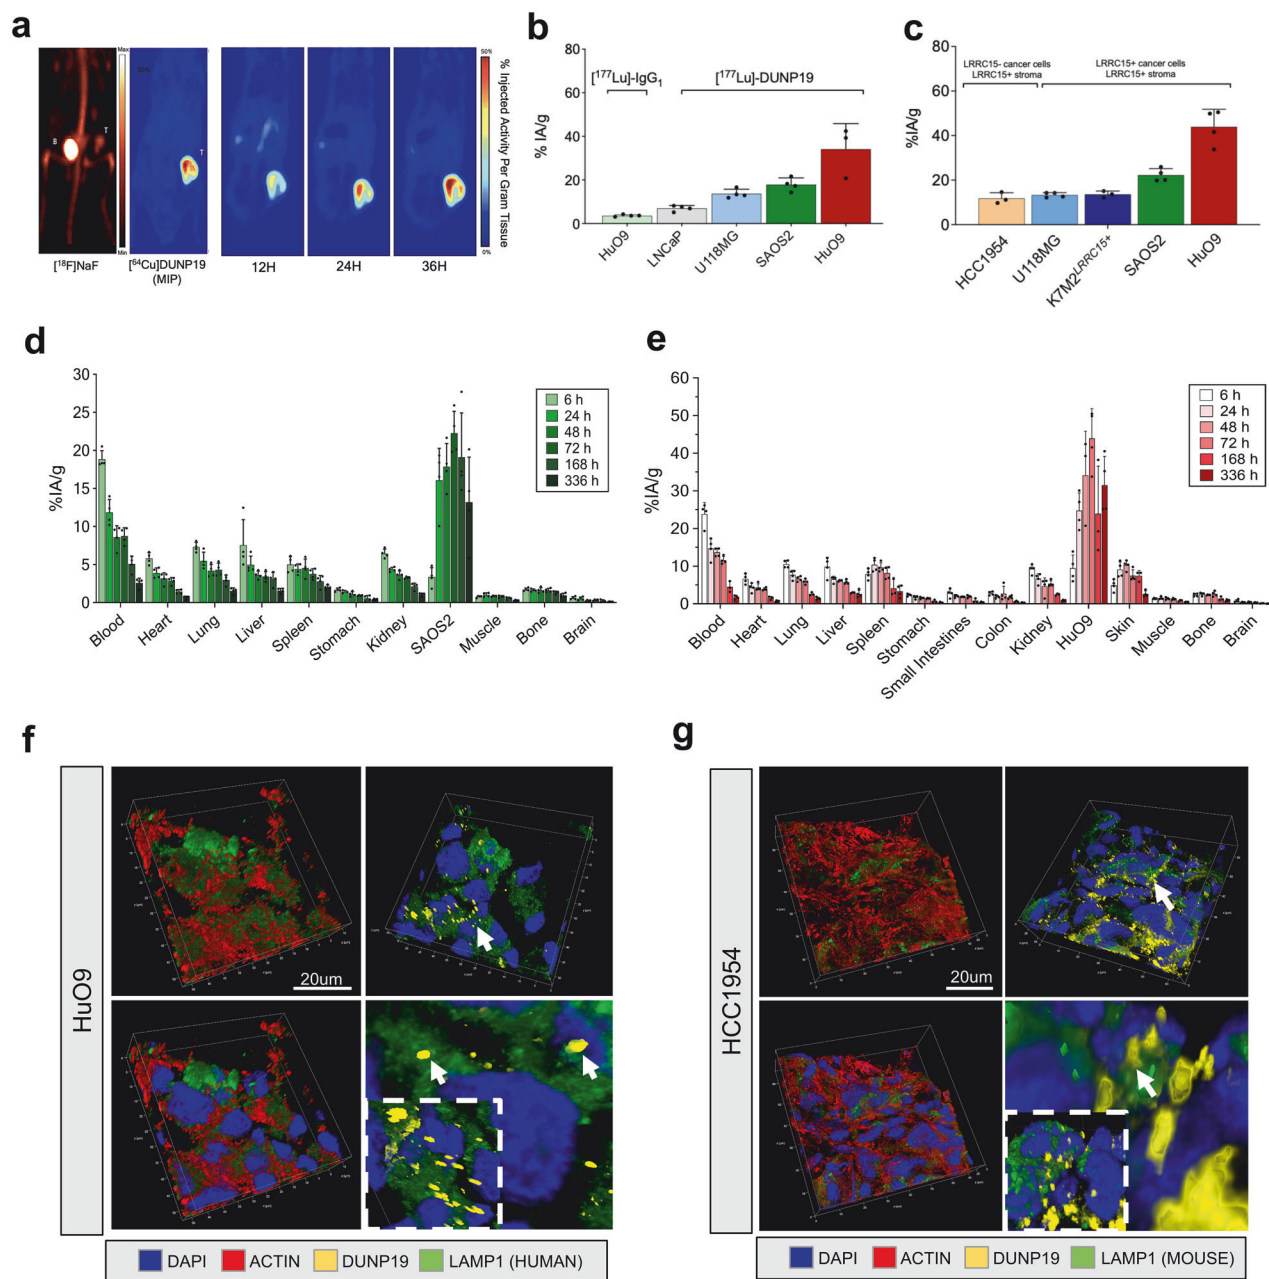 a
Max
Min
B
T
T
[18F]NaF
[64Cu]DUNP19
(MIP)
12H
24H
36H
50%
0%
% Injected Activity Per Gram Tissue
b
% IA/g
80
60
40
20
0
[177Lu]-IgG1
[177Lu]-DUNP19
HuO9
LNCaP
U118MG
SAOS2
HuO9
c
%IA/g
80
60
40
20
0
LRRC15- cancer cells
LRRC15+ stroma
LRRC15+ cancer cells
LRRC15+ stroma
HCC1954
U118MG
K7M2LRRC15+
SAOS2
HuO9
d
%IA/g
30
25
20
15
10
5
0
6 h
24 h
48 h
72 h
168 h
336 h
Blood
Heart
Lung
Liver
Spleen
Stomach
Kidney
SAOS2
Muscle
Bone
Brain
e
%IA/g
60
50
40
30
20
10
0
6 h
24 h
48 h
72 h
168 h
336 h
Blood
Heart
Lung
Liver
Spleen
Stomach
Small Intestines
Colon
Kidney
HuO9
Skin
Muscle
Bone
Brain
f
HuO9
20um
DAPI
ACTIN
DUNP19
LAMP1 (HUMAN)
g
HCC1954
20um
DAPI
ACTIN
DUNP19
LAMP1 (MOUSE)